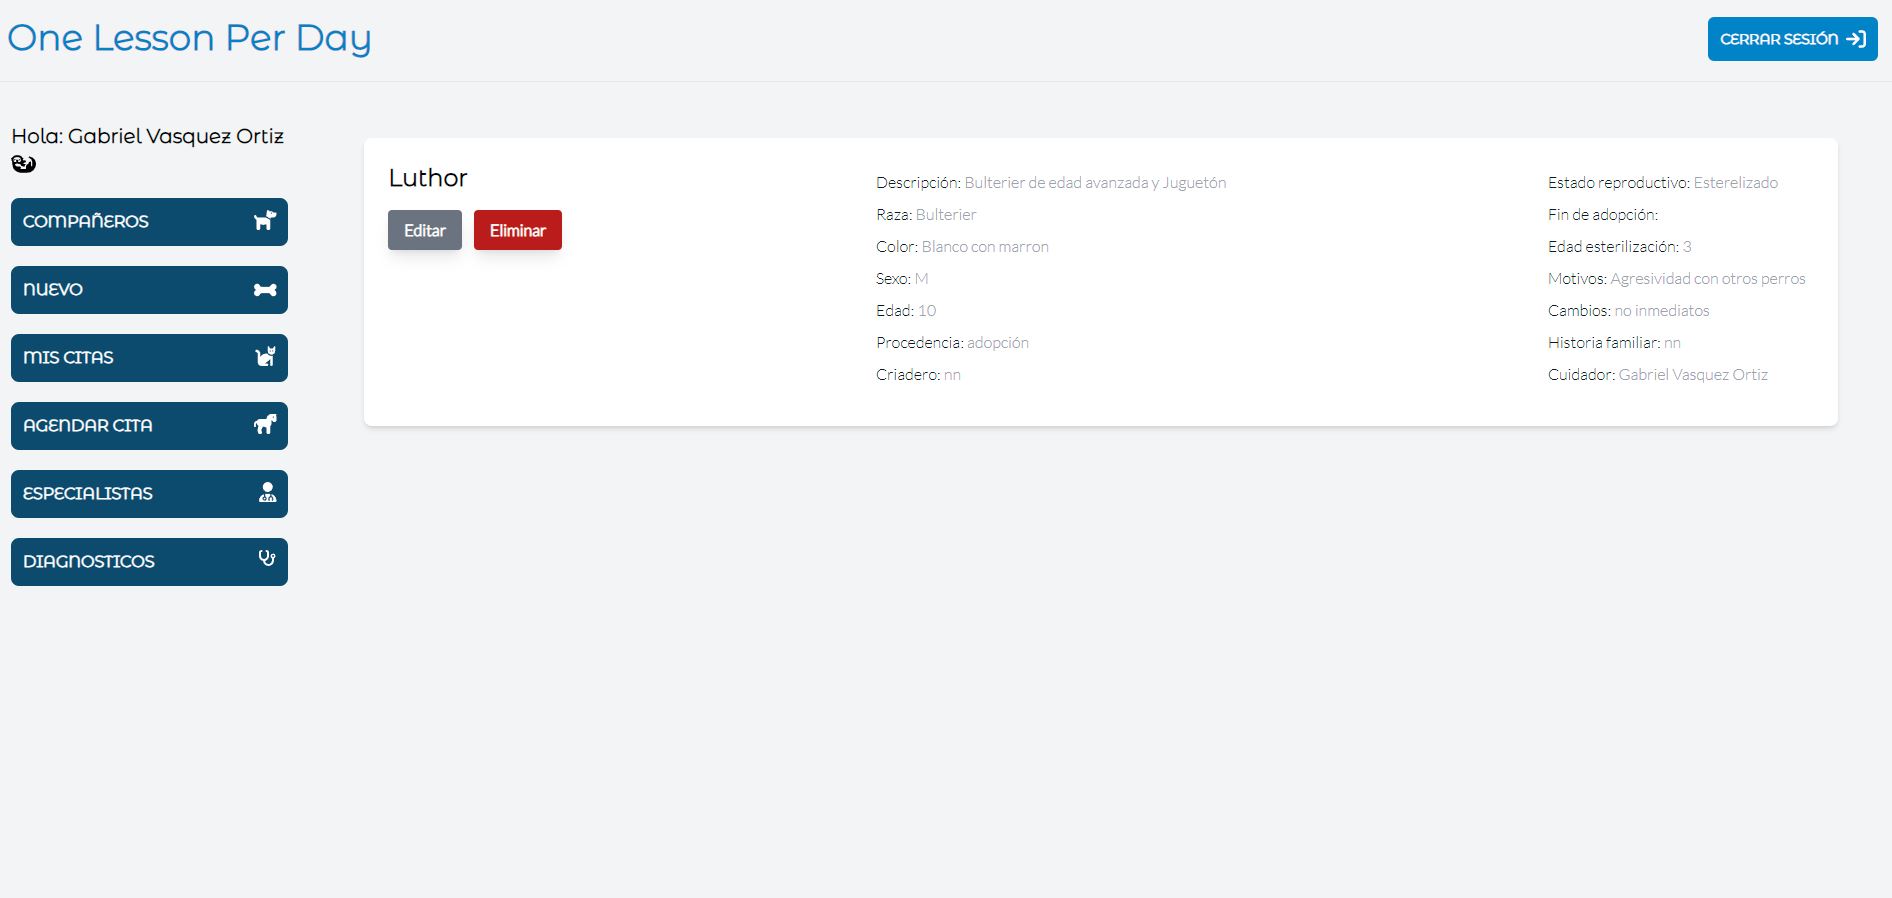 One Lesson Per Day
CERRAR SESIÓN
Hola: Gabriel Vasquez Ortiz
COMPAÑEROS
NUEVO
MIS CITAS
AGENDAR CITA
ESPECIALISTAS
DIAGNOSTICOS
Luthor
Editar Eliminar
Descripción: Bulterier de edad avanzada y Juguetón
Raza: Bulterier
Color: Blanco con marron
Sexo: M
Edad: 10
Procedencia: adopción
Criadero: nn
Estado reproductivo: Esterelizado
Fin de adopción:
Edad esterilización: 3
Motivos: Agresividad con otros perros
Cambios: no inmediatos
Historia familiar: nn
Cuidador: Gabriel Vasquez Ortiz